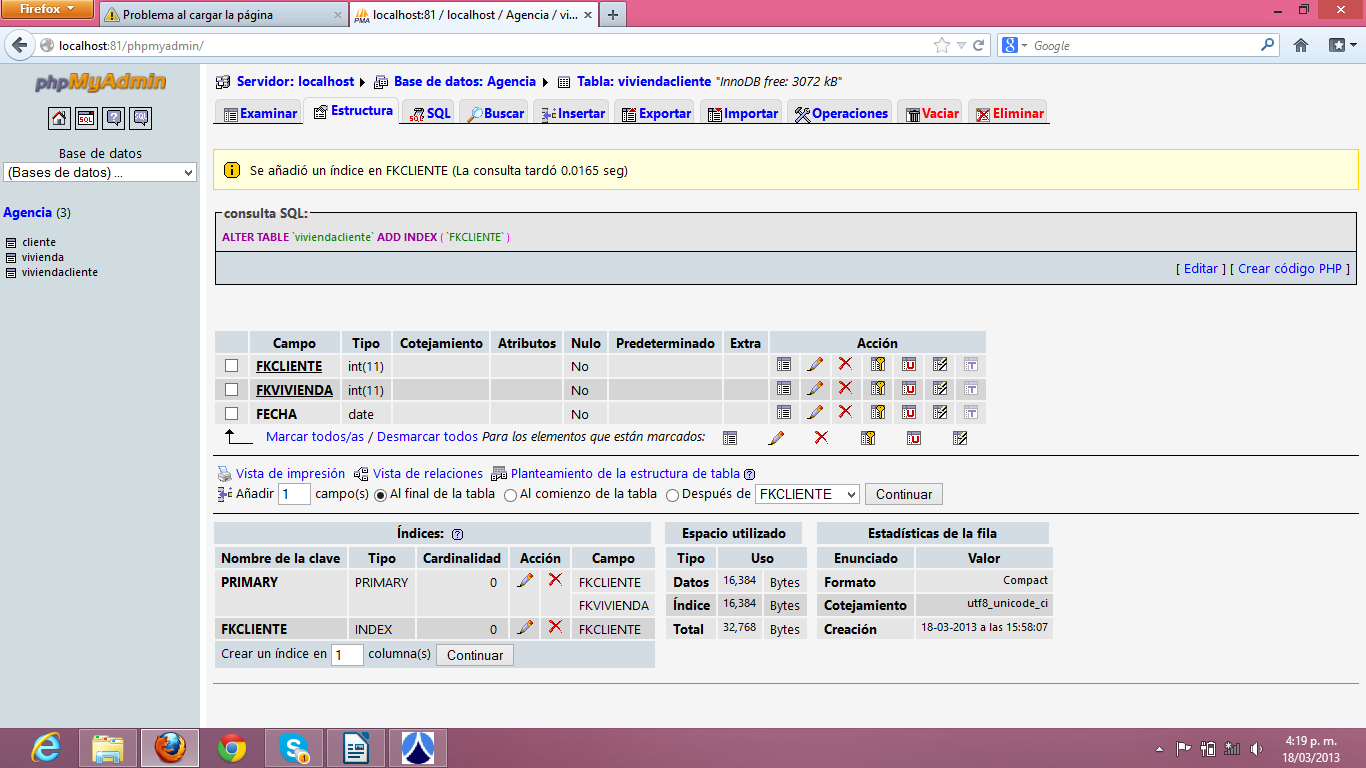 Firefox
Problema al cargar la página
localhost:81 / localhost / Agencia / vi...
localhost:81/phpmyadmin/
Google
phpMyAdmin
SQL
SQL
Base de datos
(Bases de datos) ...
Agencia (3)
cliente
vivienda
viviendacliente
Servidor: localhost
Base de datos: Agencia
Tabla: viviendacliente "InnoDB free: 3072 kB"
Examinar
Estructura
SQL
Buscar
Insertar
Exportar
Importar
Operaciones
Vaciar
Eliminar
Se añadió un índice en FKCLIENTE (La consulta tardó 0.0165 seg)
consulta SQL:
ALTER TABLE `viviendacliente` ADD INDEX ( `FKCLIENTE` )
[ Editar ] [ Crear código PHP ]
Campo Tipo Cotejamiento Atributos Nulo Predeterminado Extra Acción
FKCLIENTE int(11) No
FKVIVIENDA int(11) No
FECHA date No
Marcar todos/as / Desmarcar todos Para los elementos que están marcados:
Vista de impresión Vista de relaciones Planteamiento de la estructura de tabla
Añadir 1 campo(s) Al final de la tabla Al comienzo de la tabla Después de FKCLIENTE Continuar
Índices:
Nombre de la clave Tipo Cardinalidad Acción Campo
PRIMARY PRIMARY 0 FKCLIENTE
FKVIVIENDA
FKCLIENTE INDEX 0 FKCLIENTE
Crear un índice en 1 columna(s) Continuar
Espacio utilizado
Tipo Uso
Datos 16,384 Bytes
Índice 16,384 Bytes
Total 32,768 Bytes
Estadísticas de la fila
Enunciado Valor
Formato Compact
Cotejamiento utf8_unicode_ci
Creación 18-03-2013 a las 15:58:07
4:19 p. m.
18/03/2013